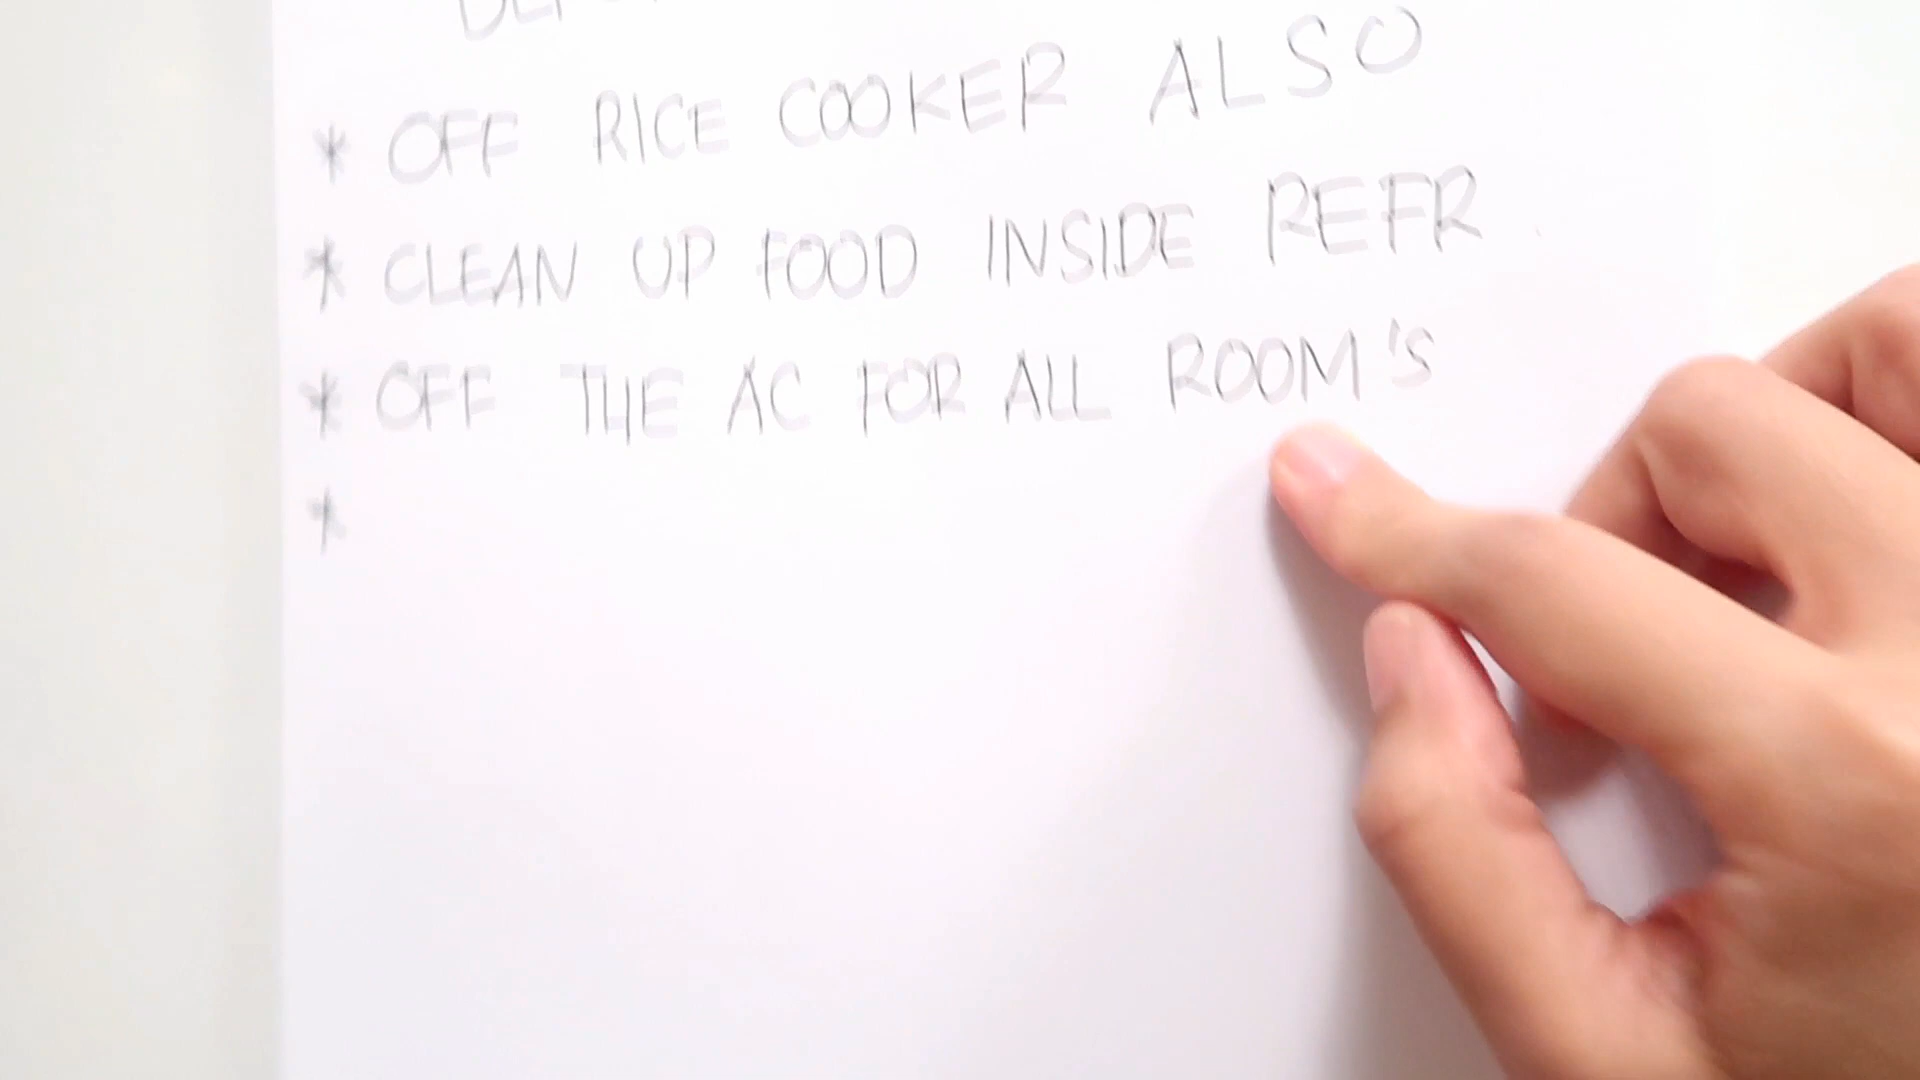 * OFF RICE COOKER ALSO
* CLEAN UP FOOD INSIDE REFR.
* OFF THE AC FOR ALL ROOM'S
*